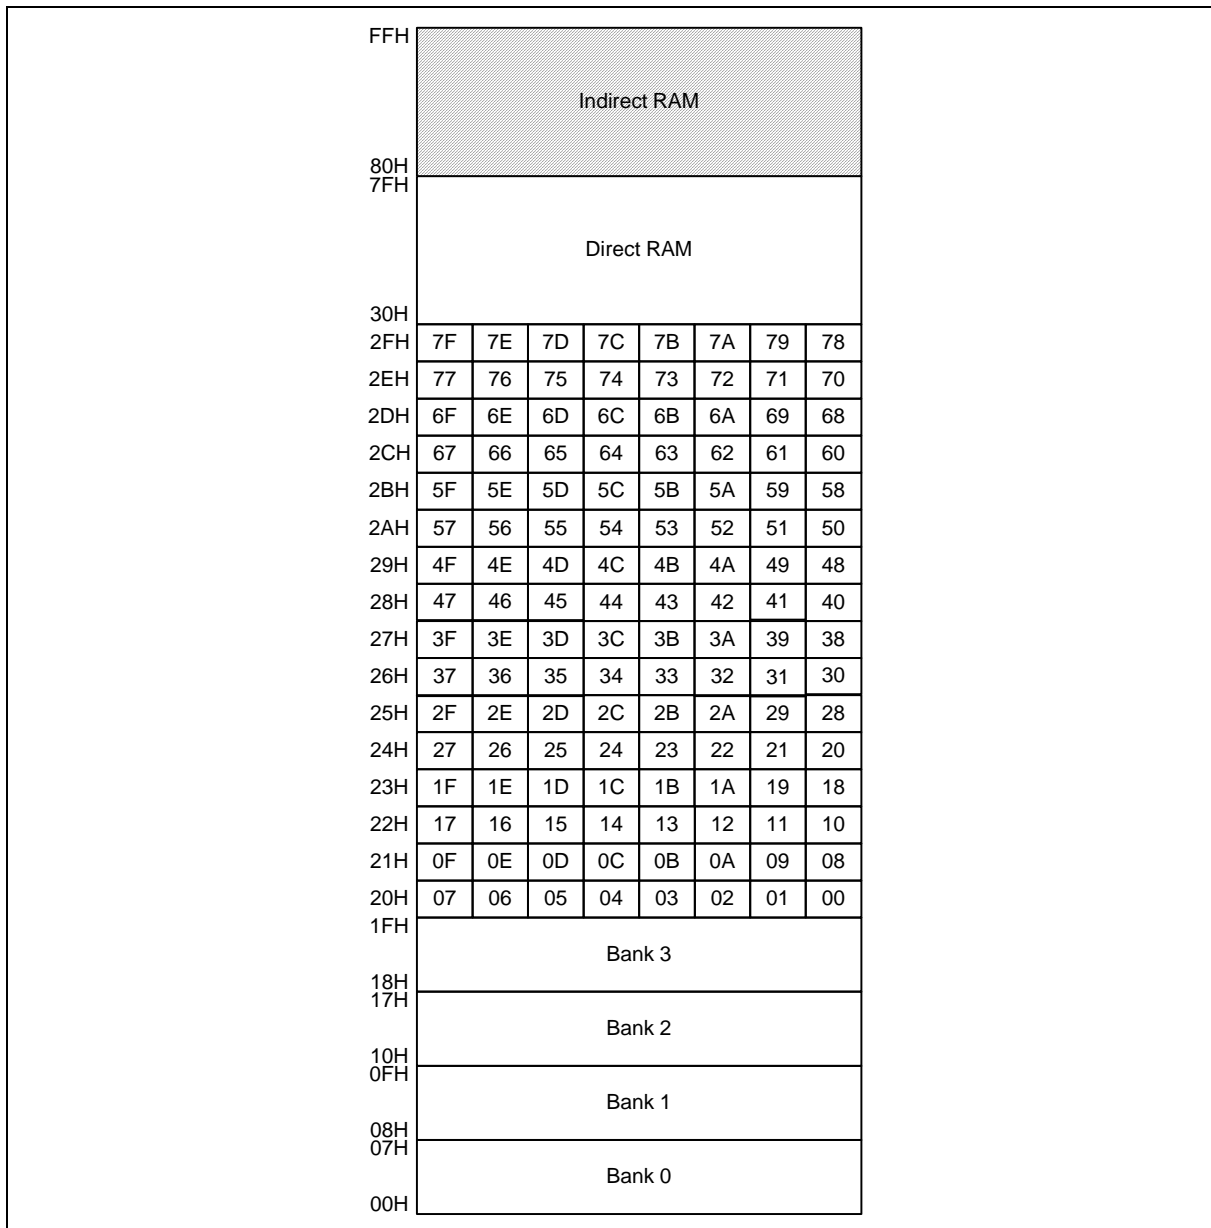 FFH
Indirect RAM
80H
7FH
Direct RAM
30H
2FH 7F 7E 7D 7C 7B 7A 79 78
2EH 77 76 75 74 73 72 71 70
2DH 6F 6E 6D 6C 6B 6A 69 68
2CH 67 66 65 64 63 62 61 60
2BH 5F 5E 5D 5C 5B 5A 59 58
2AH 57 56 55 54 53 52 51 50
29H 4F 4E 4D 4C 4B 4A 49 48
28H 47 46 45 44 43 42 41 40
27H 3F 3E 3D 3C 3B 3A 39 38
26H 37 36 35 34 33 32 31 30
25H 2F 2E 2D 2C 2B 2A 29 28
24H 27 26 25 24 23 22 21 20
23H 1F 1E 1D 1C 1B 1A 19 18
22H 17 16 15 14 13 12 11 10
21H 0F 0E 0D 0C 0B 0A 09 08
20H 07 06 05 04 03 02 01 00
1FH
Bank 3
18H
17H
Bank 2
10H
0FH
Bank 1
08H
07H
Bank 0
00H